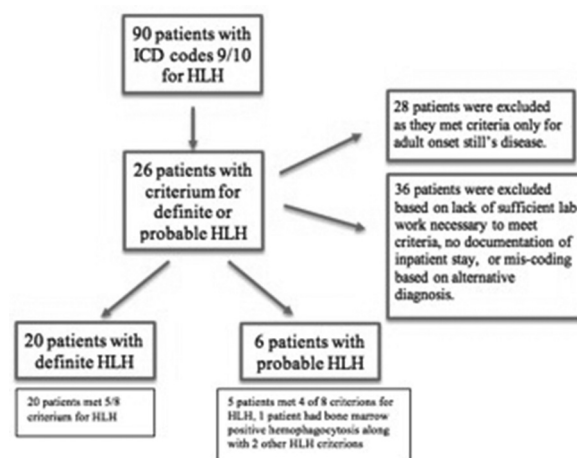 90 patients with
ICD codes 9/10
for HLH
28 patients were excluded
as they met criteria only for
adult onset still's disease.
26 patients with
criterium for
definite or
probable HLH
36 patients were excluded
based on lack of sufficient lab
work necessary to meet
criteria, no documentation of
inpatient stay, or mis-coding
based on alternative
diagnosis.
20 patients with
definite HLH
6 patients with
probable HLH
20 patients met 5/8
criterium for HLH
5 patients met 4 of 8 criterions for
HLH, 1 patient had bone marrow
positive hemophagocytosis along
with 2 other HLH criterions